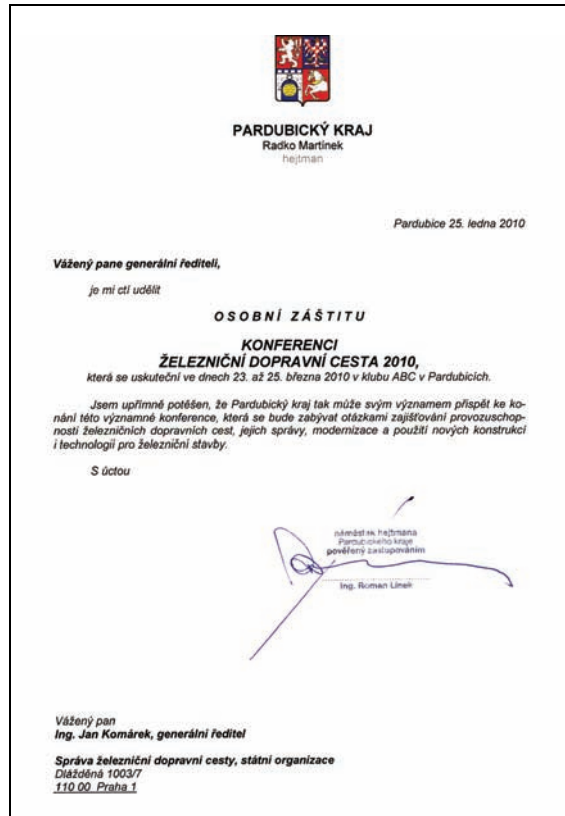 PARDUBICKÝ KRAJ
Radko Martínek
hejtman
Pardubice 25. ledna 2010
Vážený pane generální řediteli,
je mi ctí udělit
OSOBNÍ ZÁŠTITU
KONFERENCI
ŽELEZNIČNÍ DOPRAVNÍ CESTA 2010,
která se uskuteční ve dnech 23. až 25. března 2010 v klubu ABC v Pardubicích.
Jsem upřímně potěšen, že Pardubický kraj tak může svým významem přispět ke ko-
nání této významné konference, která se bude zabývat otázkami zajišťování provozuschop-
nosti železničních dopravních cest, jejich správy, modernizace a použití nových konstrukcí
i technologií pro železniční stavby.
S úctou
náměstek hejtmana
Pardubického kraje
pověřený zastupováním
Ing. Roman Línek
Vážený pan
Ing. Jan Komárek, generální ředitel
Správa železniční dopravní cesty, státní organizace
Dlážděná 1003/7
110 00 Praha 1